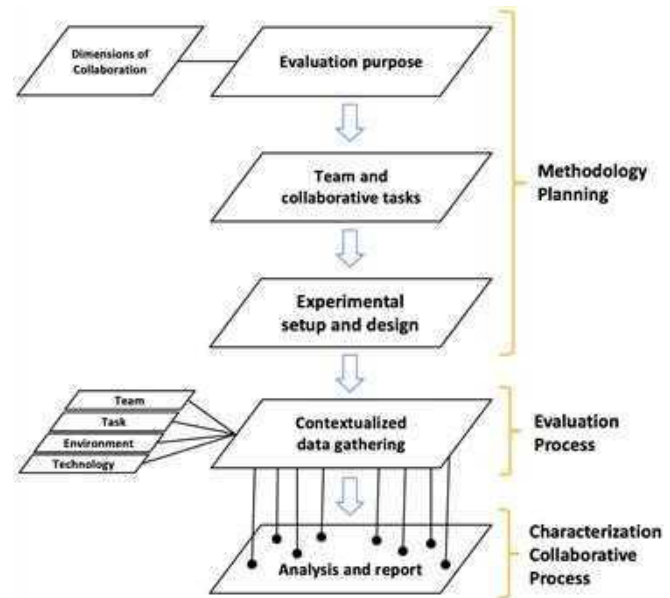 Dimensions of
Collaboration
Evaluation purpose
Team and
collaborative tasks
Methodology
Planning
Experimental
setup and design
Team
Task
Environment
Technology
Contextualized
data gathering
Evaluation
Process
Analysis and report
Characterization
Collaborative
Process